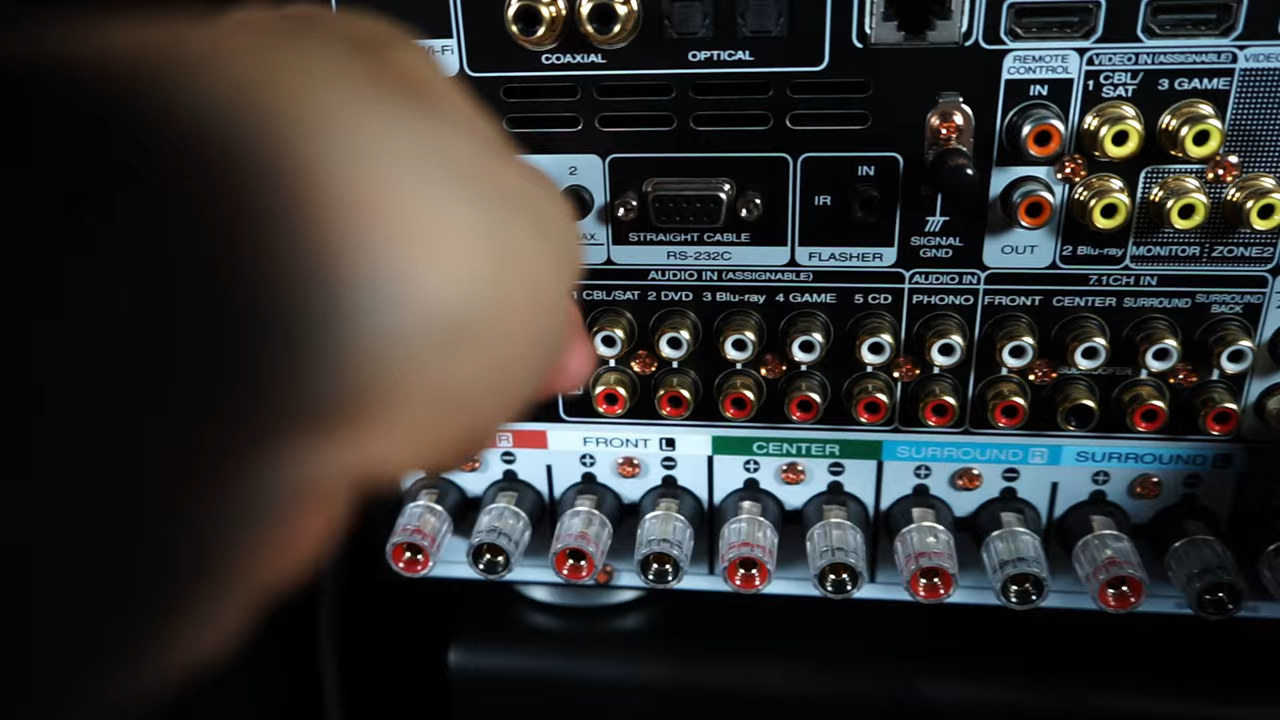 COAXIAL
OPTICAL
REMOTE
CONTROL
IN
OUT
VIDEO IN (ASSIGNABLE)
1 CBL/
SAT
3 GAME
2 Blu-ray
MONITOR
ZONE2
2
STRAIGHT CABLE
RS-232C
IR
IN
FLASHER
SIGNAL
GND
AUDIO IN (ASSIGNABLE)
1 CBL/SAT
2 DVD
3 Blu-ray
4 GAME
5 CD
AUDIO IN
PHONO
7.1CH IN
FRONT
CENTER
SURROUND
SURROUND
BACK
SUBWOOFER
R
FRONT L
CENTER
SURROUND R
SURROUND L
+ − + − + − + − + −